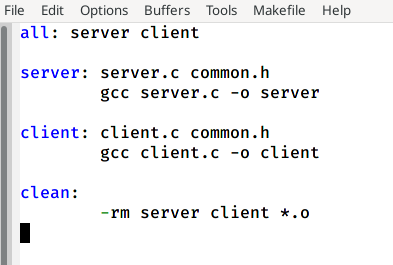 File Edit Options Buffers Tools Makefile Help
all: server client
server: server.c common.h
gcc server.c -o server
client: client.c common.h
gcc client.c -o client
clean:
-rm server client *.o